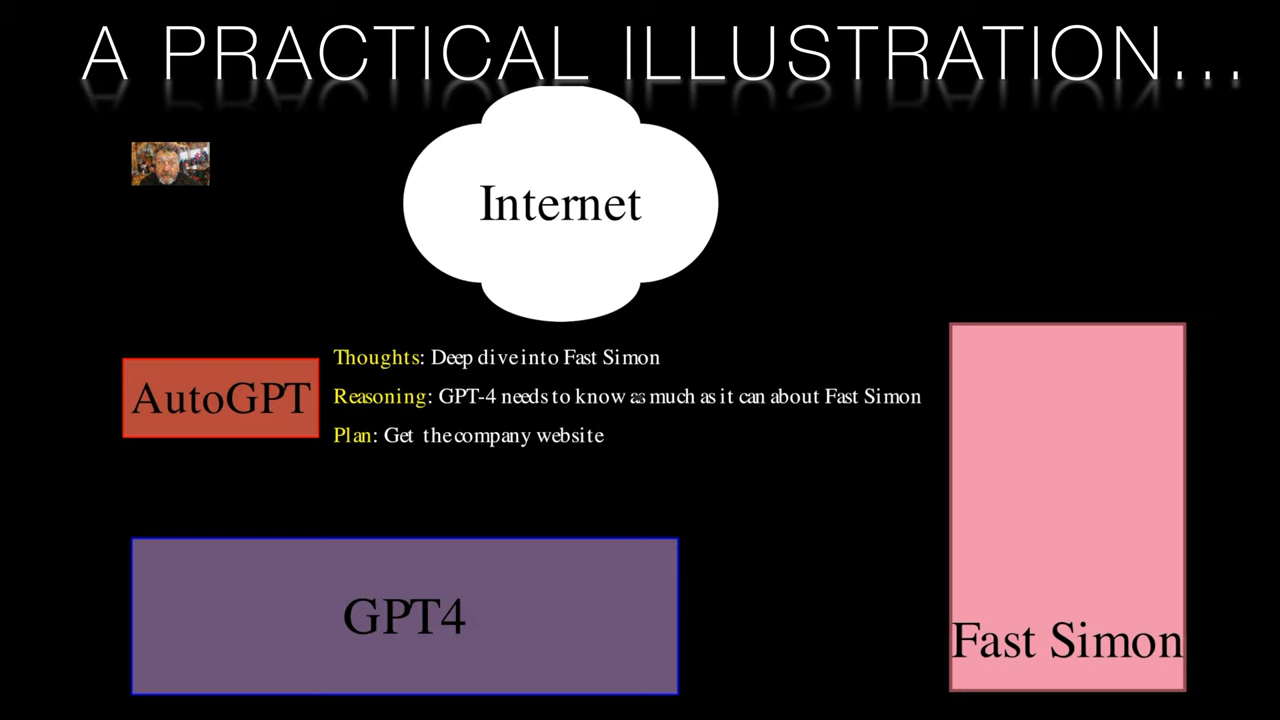 A PRACTICAL ILLUSTRATION...
Internet
AutoGPT
Thoughts: Deep dive into Fast Simon
Reasoning: GPT-4 needs to know as much as it can about Fast Simon
Plan: Get the company website
GPT4
Fast Simon